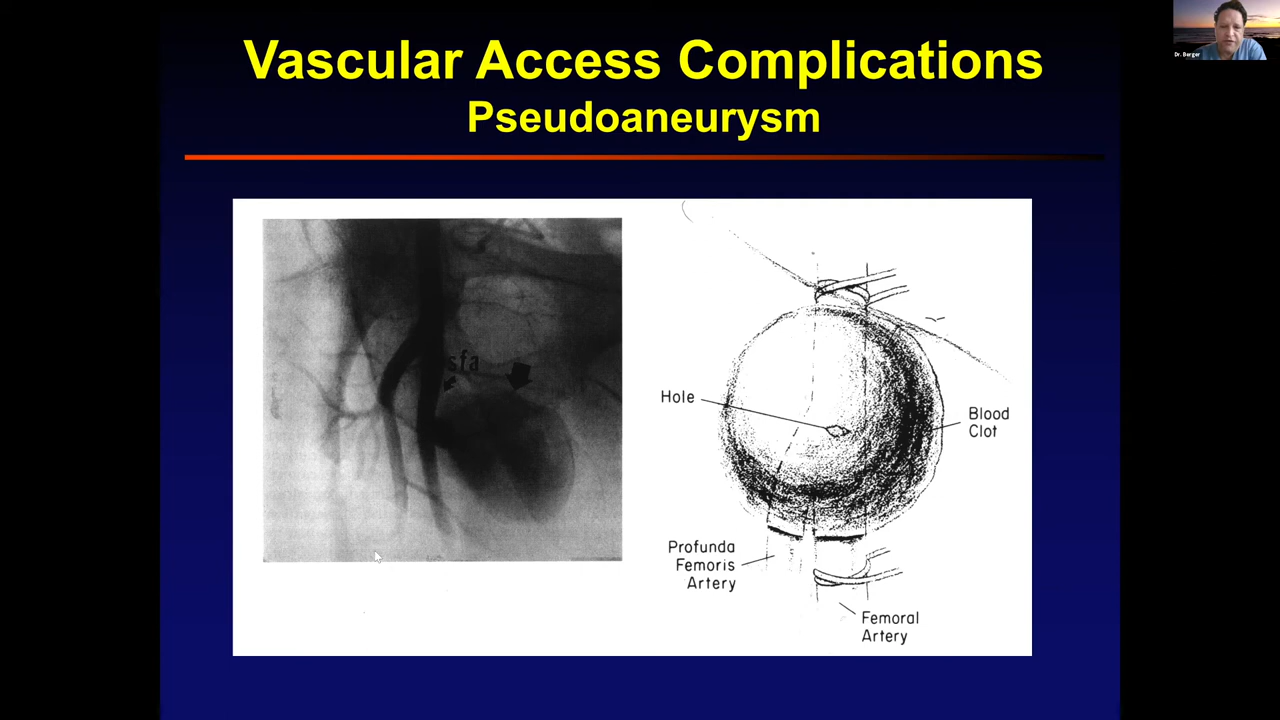 Vascular Access Complications
Pseudoaneurysm
Dr. Berger
sfa
Hole
Blood
Clot
Profunda
Femoris
Artery
Femoral
Artery